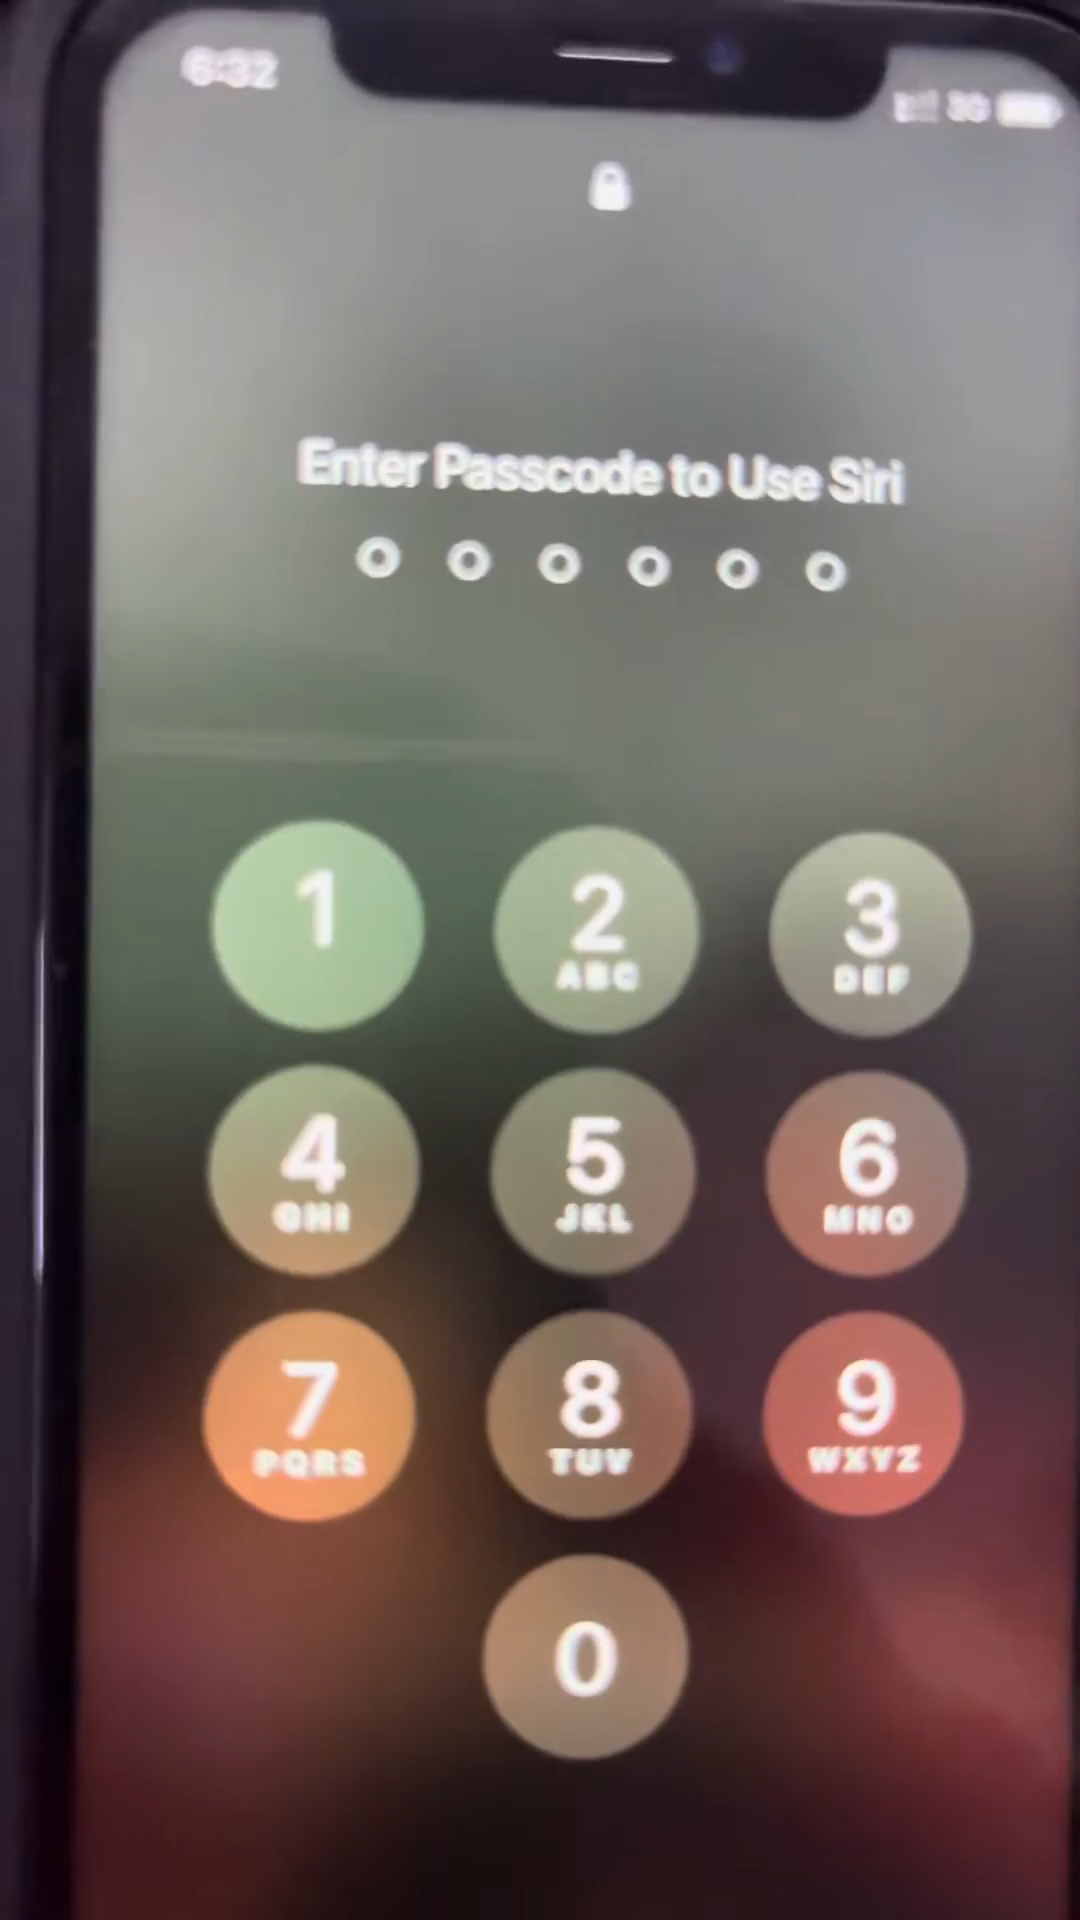 6:32
3G
Enter Passcode to Use Siri
1
2
ABC
3
DEF
4
GHI
5
JKL
6
MNO
7
PQRS
8
TUV
9
WXYZ
0